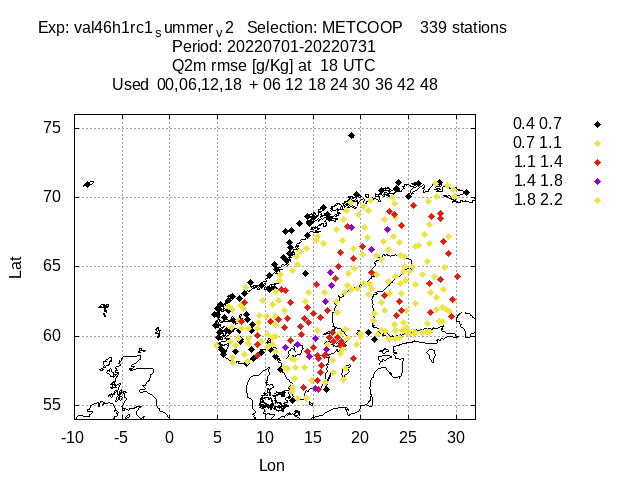 Exp: val46h1rc1ₛummerᵥ2 Selection: METCOOP 339 stations
Period: 20220701-20220731
Q2m rmse [g/Kg] at 18 UTC
Used 00,06,12,18 + 06 12 18 24 30 36 42 48
0.4 0.7
0.7 1.1
1.1 1.4
1.4 1.8
1.8 2.2
75
70
65
60
55
Lat
-10 -5 0 5 10 15 20 25 30
Lon